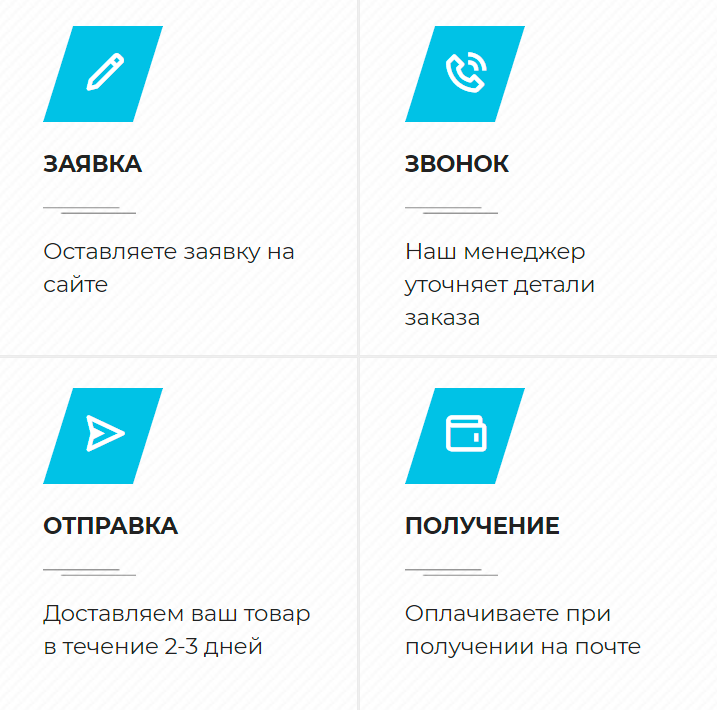 ЗАЯВКА
Оставляете заявку на
сайте
ЗВОНОК
Наш менеджер
уточняет детали
заказа
ОТПРАВКА
Доставляем ваш товар
в течение 2-3 дней
ПОЛУЧЕНИЕ
Оплачиваете при
получении на почте